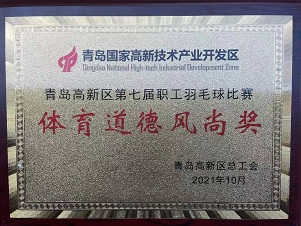 青岛国家高新技术产业开发区
Qingdao National High-tech Industrial Development Zone
青岛高新区第七届职工羽毛球比赛
体育道德风尚奖
青岛高新区总工会
2021年10月